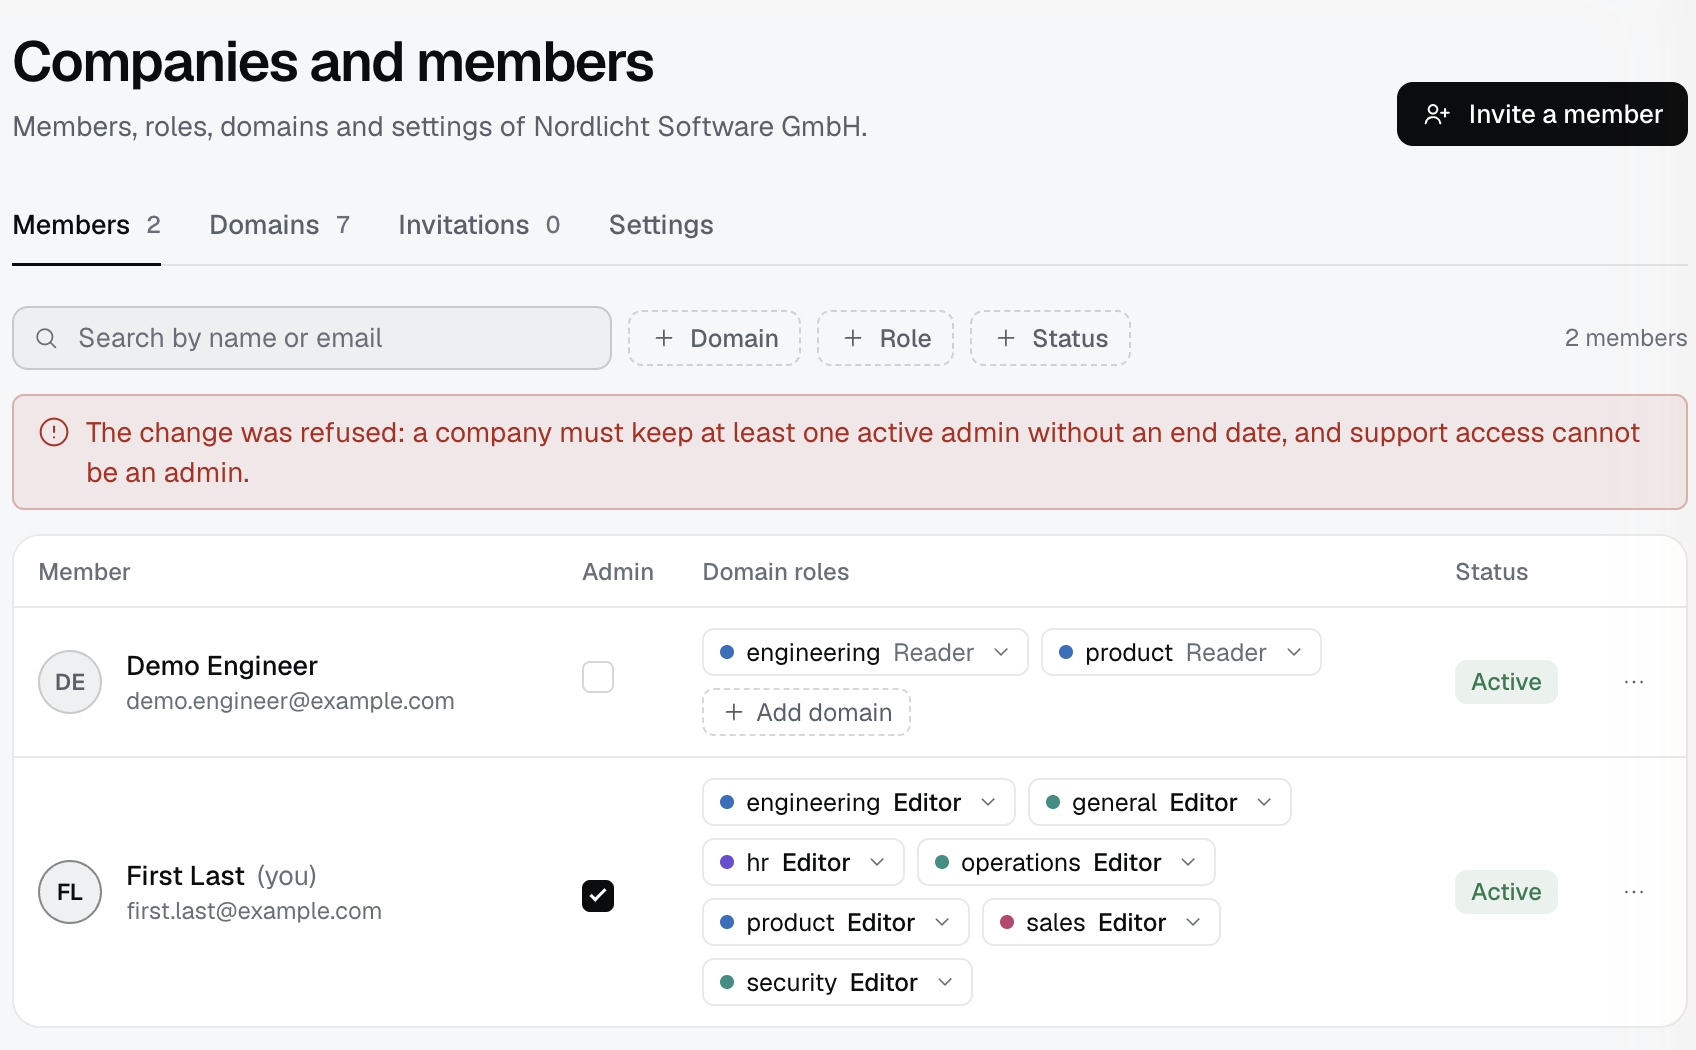 Companies and members
Members, roles, domains and settings of Nordlicht Software GmbH.
Invite a member
Members 2 Domains 7 Invitations 0 Settings
Search by name or email + Domain + Role + Status 2 members
The change was refused: a company must keep at least one active admin without an end date, and support access cannot
be an admin.
Member Admin Domain roles Status
DE Demo Engineer
demo.engineer@example.com
engineering Reader product Reader
+ Add domain
Active ...
FL First Last (you)
first.last@example.com
engineering Editor general Editor
hr Editor operations Editor
product Editor sales Editor
security Editor
Active ...